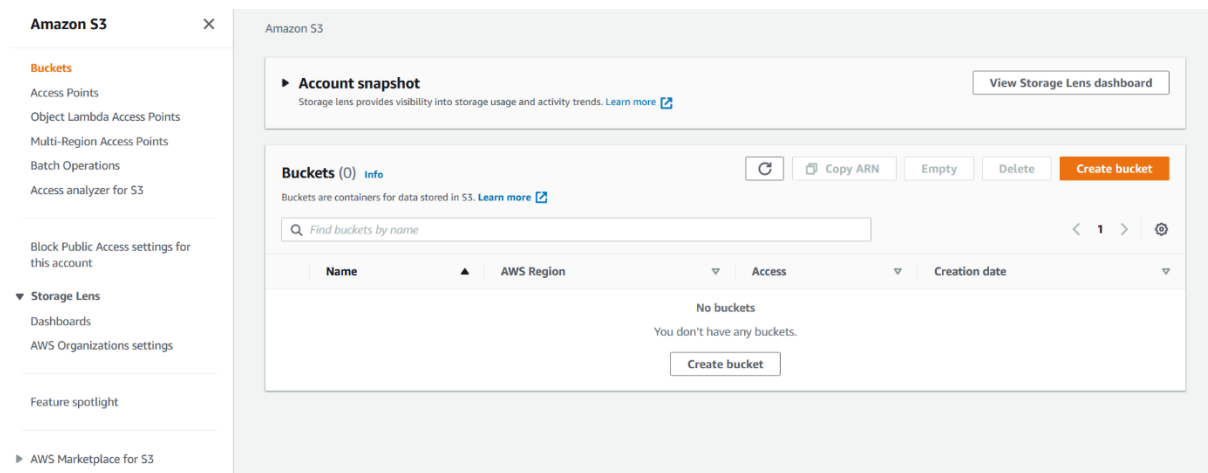 Amazon S3
Buckets
Access Points
Object Lambda Access Points
Multi-Region Access Points
Batch Operations
Access analyzer for S3
Block Public Access settings for
this account
Storage Lens
Dashboards
AWS Organizations settings
Feature spotlight
AWS Marketplace for S3
Amazon S3
Account snapshot
Storage lens provides visibility into storage usage and activity trends. Learn more
View Storage Lens dashboard
Buckets (0) Info
Buckets are containers for data stored in S3. Learn more
Copy ARN Empty Delete Create bucket
Find buckets by name
1
Name AWS Region Access Creation date
No buckets
You don't have any buckets.
Create bucket